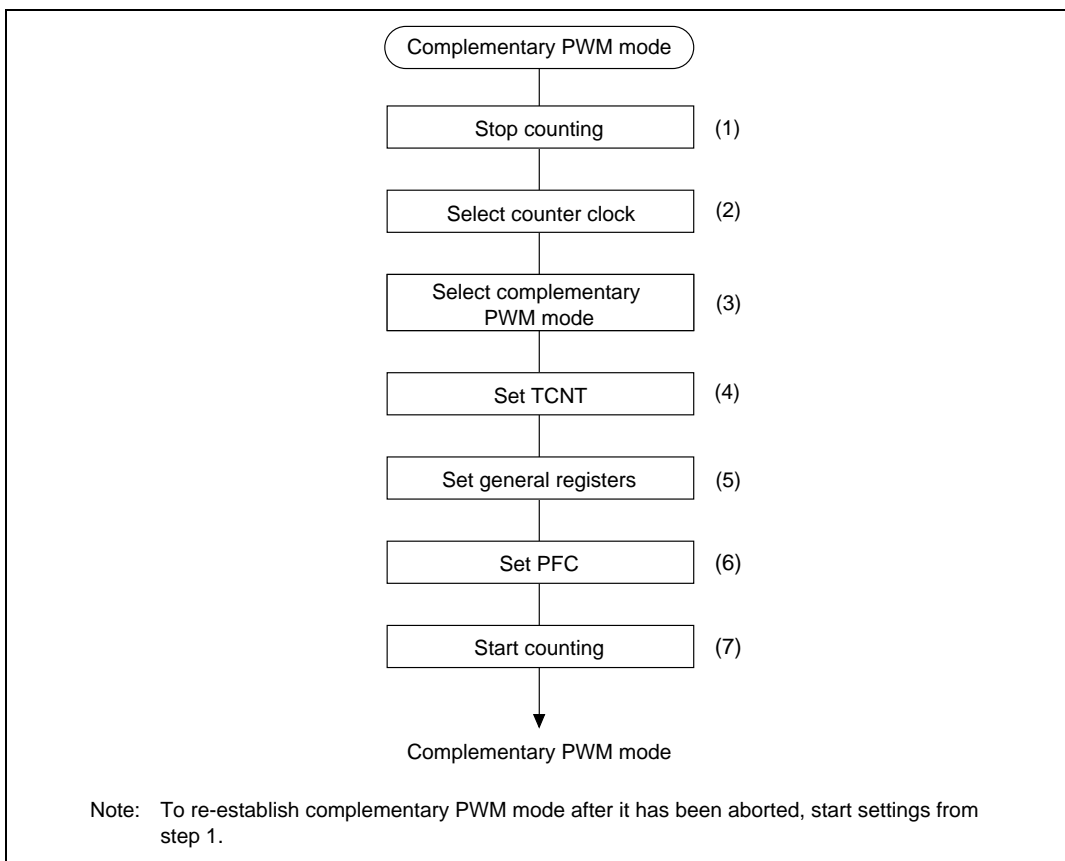 Complementary PWM mode
Stop counting (1)
Select counter clock (2)
Select complementary
PWM mode (3)
Set TCNT (4)
Set general registers (5)
Set PFC (6)
Start counting (7)
Complementary PWM mode
Note: To re-establish complementary PWM mode after it has been aborted, start settings from
step 1.